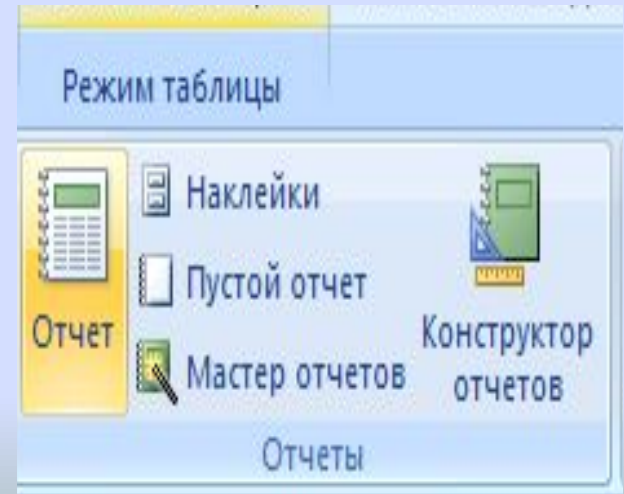 Режим таблицы
Отчет
Наклейки
Пустой отчет
Мастер отчетов
Конструктор
отчетов
Отчеты